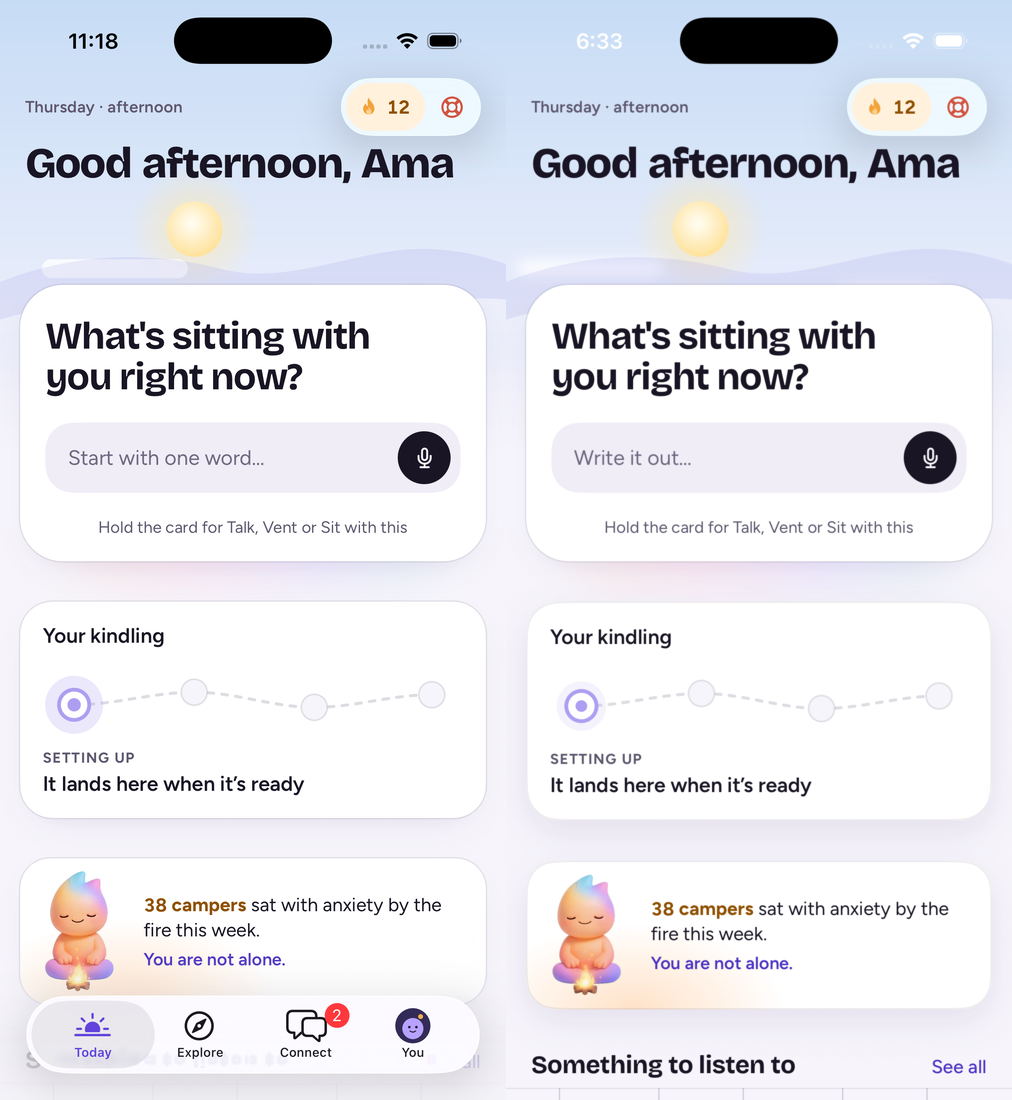 11:18
Thursday · afternoon
12
Good afternoon, Ama
What's sitting with
you right now?
Start with one word...
Hold the card for Talk, Vent or Sit with this
Your kindling
SETTING UP
It lands here when it’s ready
38 campers sat with anxiety by the
fire this week.
You are not alone.
2
Today
Explore
Connect
You
6:33
Thursday · afternoon
12
Good afternoon, Ama
What's sitting with
you right now?
Write it out...
Hold the card for Talk, Vent or Sit with this
Your kindling
SETTING UP
It lands here when it’s ready
38 campers sat with anxiety by the
fire this week.
You are not alone.
Something to listen to
See all